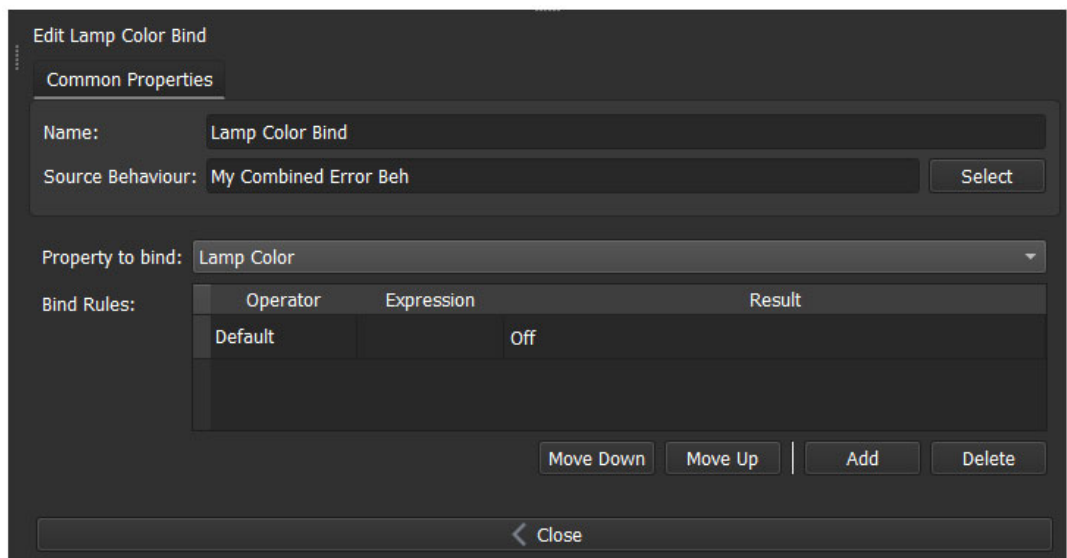 Edit Lamp Color Bind
Common Properties
Name: Lamp Color Bind
Source Behaviour: My Combined Error Beh Select
Property to bind: Lamp Color
Bind Rules: Operator Expression Result
Default Off
Move Down Move Up Add Delete
Close